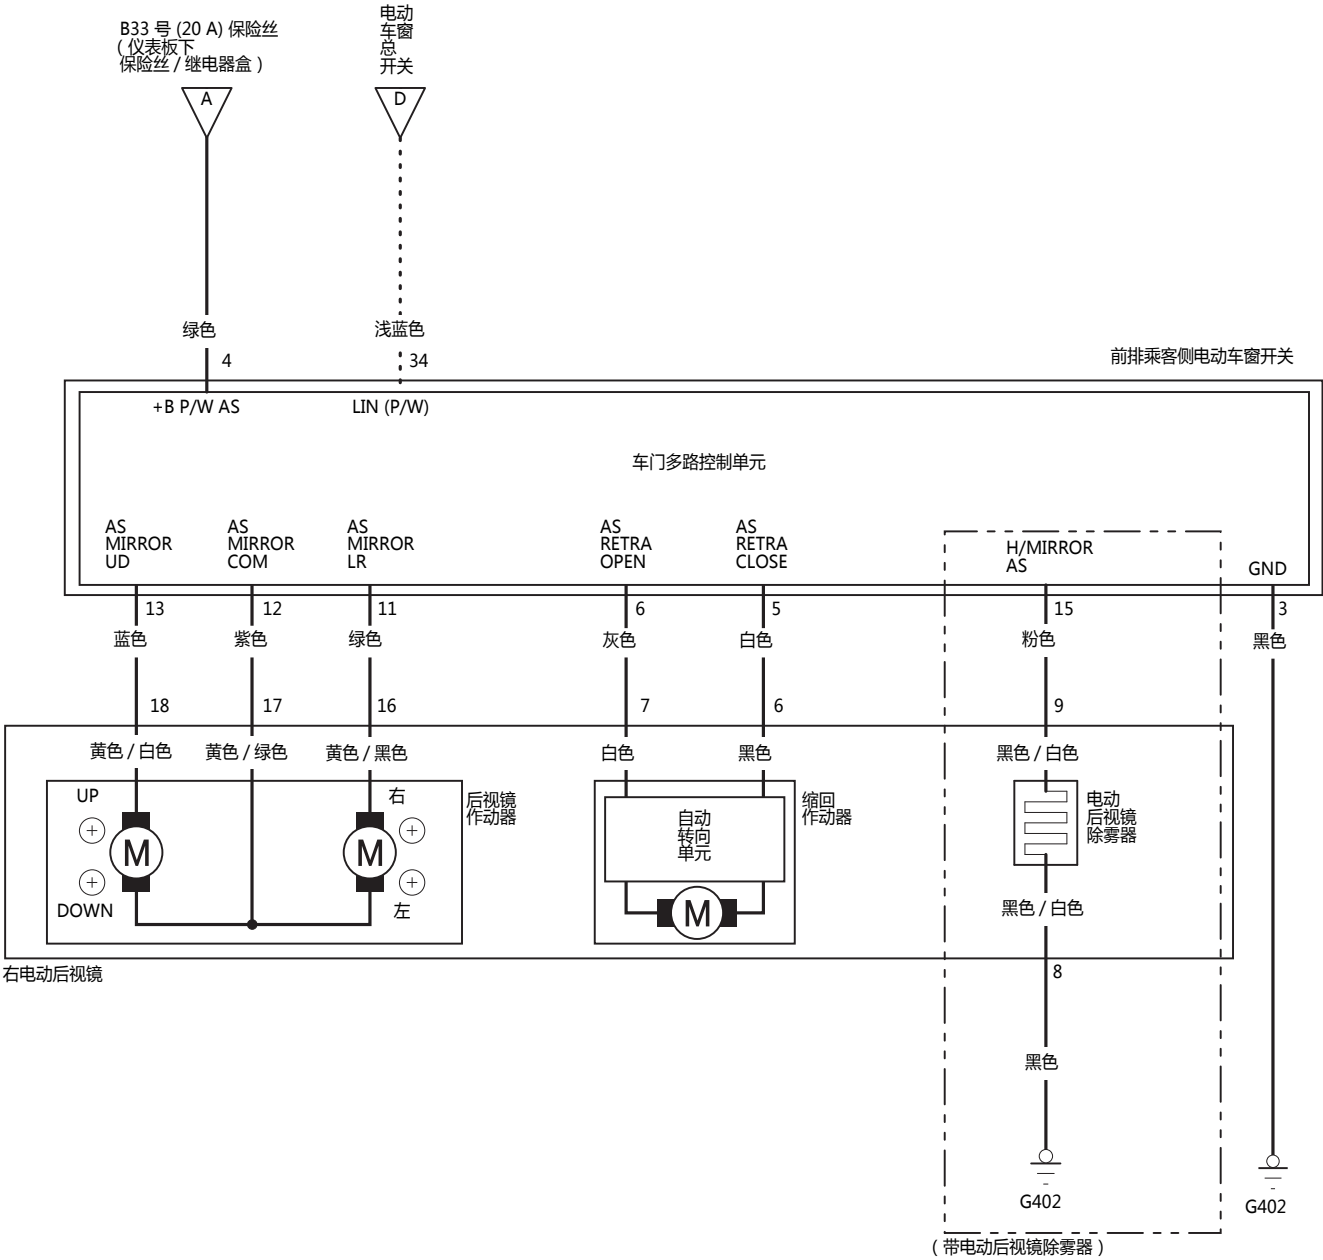 B33 号 (20 A) 保险丝
( 仪表板下
保险丝 / 继电器盒 )
电动
车窗
总
开关
A
D
绿色
浅蓝色
4
34
前排乘客侧电动车窗开关
+B P/W AS
LIN (P/W)
车门多路控制单元
AS
MIRROR
UD
AS
MIRROR
COM
AS
MIRROR
LR
AS
RETRA
OPEN
AS
RETRA
CLOSE
H/MIRROR
AS
GND
13
12
11
6
5
15
3
蓝色
紫色
绿色
灰色
白色
粉色
黑色
18
17
16
7
6
9
黄色 / 白色
黄色 / 绿色
黄色 / 黑色
白色
黑色
黑色 / 白色
UP
右
后视镜
作动器
M
M
DOWN
左
自动
转向
单元
缩回
作动器
M
电动
后视镜
除雾器
黑色 / 白色
右电动后视镜
8
黑色
G402
G402
( 带电动后视镜除雾器 )